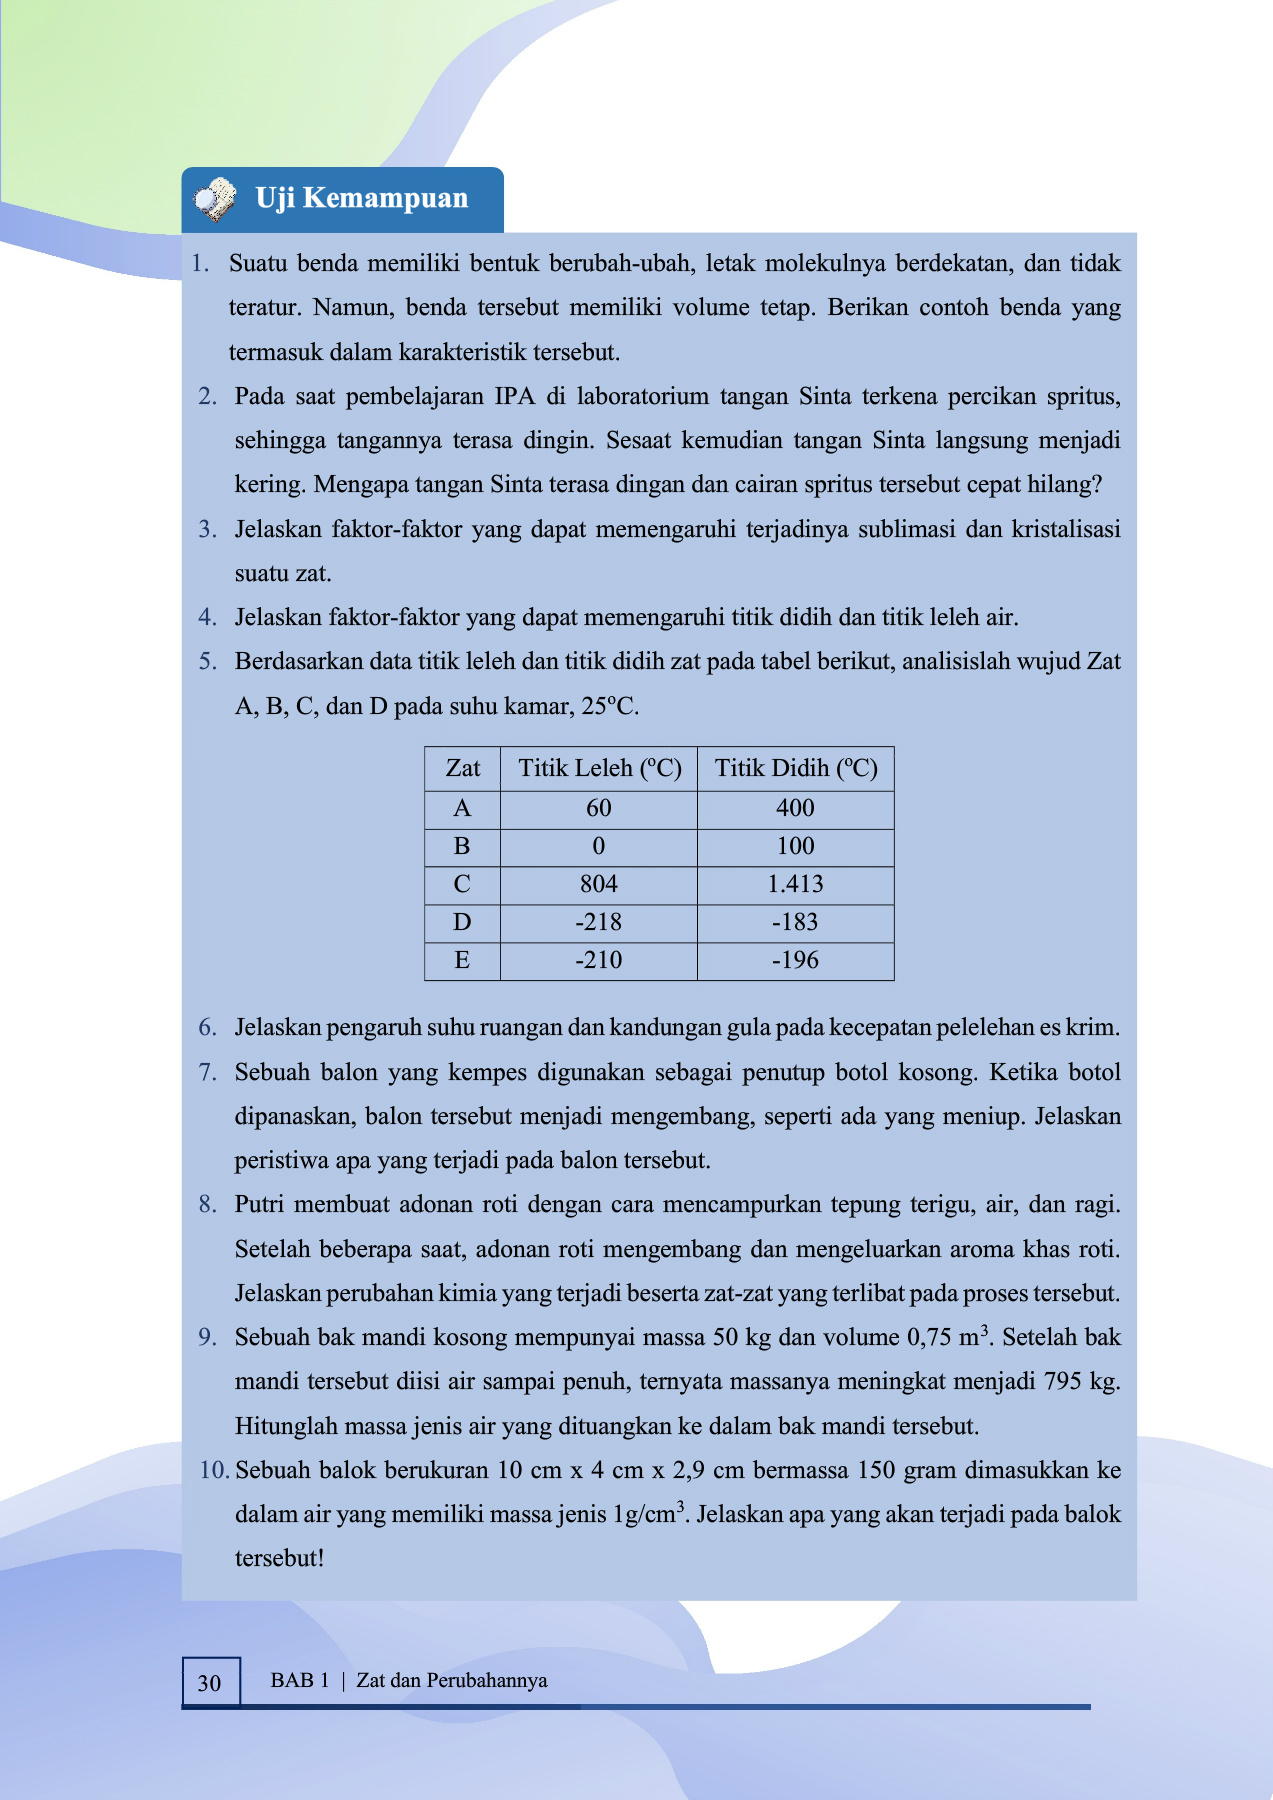 Uji Kemampuan
1. Suatu benda memiliki bentuk berubah-ubah, letak molekulnya berdekatan, dan tidak
teratur. Namun, benda tersebut memiliki volume tetap. Berikan contoh benda yang
termasuk dalam karakteristik tersebut.
2. Pada saat pembelajaran IPA di laboratorium tangan Sinta terkena percikan spritus,
sehingga tangannya terasa dingin. Sesaat kemudian tangan Sinta langsung menjadi
kering. Mengapa tangan Sinta terasa dingan dan cairan spritus tersebut cepat hilang?
3. Jelaskan faktor-faktor yang dapat memengaruhi terjadinya sublimasi dan kristalisasi
suatu zat.
4. Jelaskan faktor-faktor yang dapat memengaruhi titik didih dan titik leleh air.
5. Berdasarkan data titik leleh dan titik didih zat pada tabel berikut, analisislah wujud Zat
A, B, C, dan D pada suhu kamar, 25ºC.
Zat Titik Leleh (ºC) Titik Didih (ºC)
A 60 400
B 0 100
C 804 1.413
D -218 -183
E -210 -196
6. Jelaskan pengaruh suhu ruangan dan kandungan gula pada kecepatan pelelehan es krim.
7. Sebuah balon yang kempes digunakan sebagai penutup botol kosong. Ketika botol
dipanaskan, balon tersebut menjadi mengembang, seperti ada yang meniup. Jelaskan
peristiwa apa yang terjadi pada balon tersebut.
8. Putri membuat adonan roti dengan cara mencampurkan tepung terigu, air, dan ragi.
Setelah beberapa saat, adonan roti mengembang dan mengeluarkan aroma khas roti.
Jelaskan perubahan kimia yang terjadi beserta zat-zat yang terlibat pada proses tersebut.
9. Sebuah bak mandi kosong mempunyai massa 50 kg dan volume 0,75 m³. Setelah bak
mandi tersebut diisi air sampai penuh, ternyata massanya meningkat menjadi 795 kg.
Hitunglah massa jenis air yang dituangkan ke dalam bak mandi tersebut.
10. Sebuah balok berukuran 10 cm x 4 cm x 2,9 cm bermassa 150 gram dimasukkan ke
dalam air yang memiliki massa jenis 1g/cm³. Jelaskan apa yang akan terjadi pada balok
tersebut!
30 BAB 1 | Zat dan Perubahannya